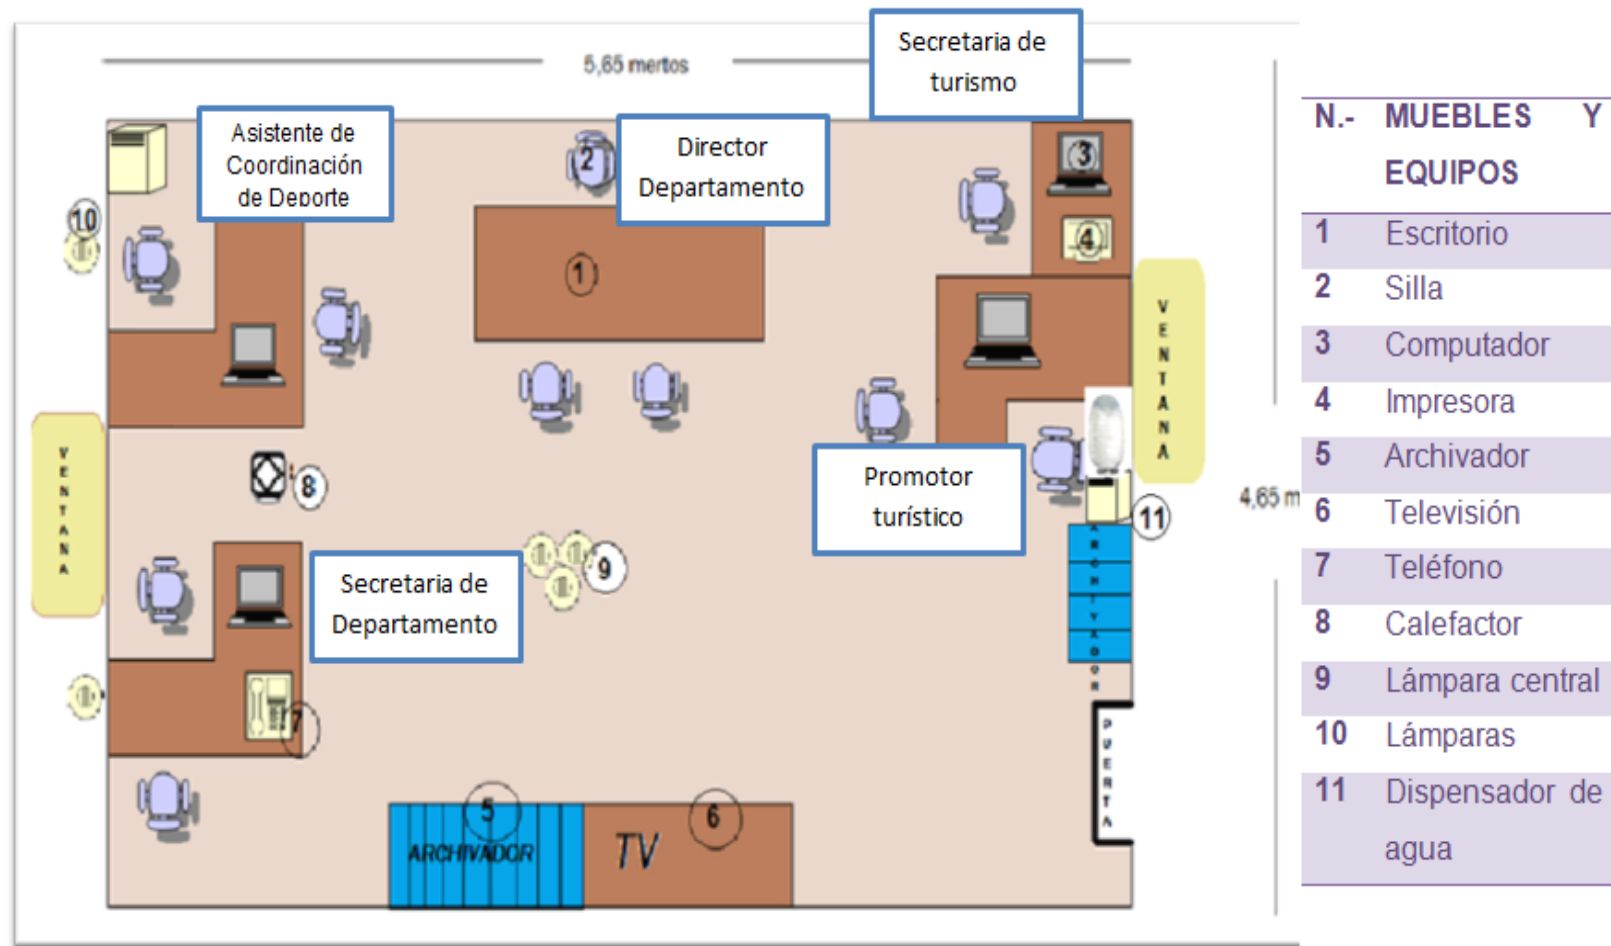 5,65 mertos
Secretaria de
turismo
Asistente de
Coordinación
de Deporte
Director
Departamento
2
3
4
10
1
VENTANA
VENTANA
8
Promotor
turístico
11
4,65 m
ARCHIVADOR
9
Secretaria de
Departamento
7
PUERTA
5
ARCHIVADOR
6
TV
N.- MUEBLES Y
EQUIPOS
1 Escritorio
2 Silla
3 Computador
4 Impresora
5 Archivador
6 Televisión
7 Teléfono
8 Calefactor
9 Lámpara central
10 Lámparas
11 Dispensador de
agua